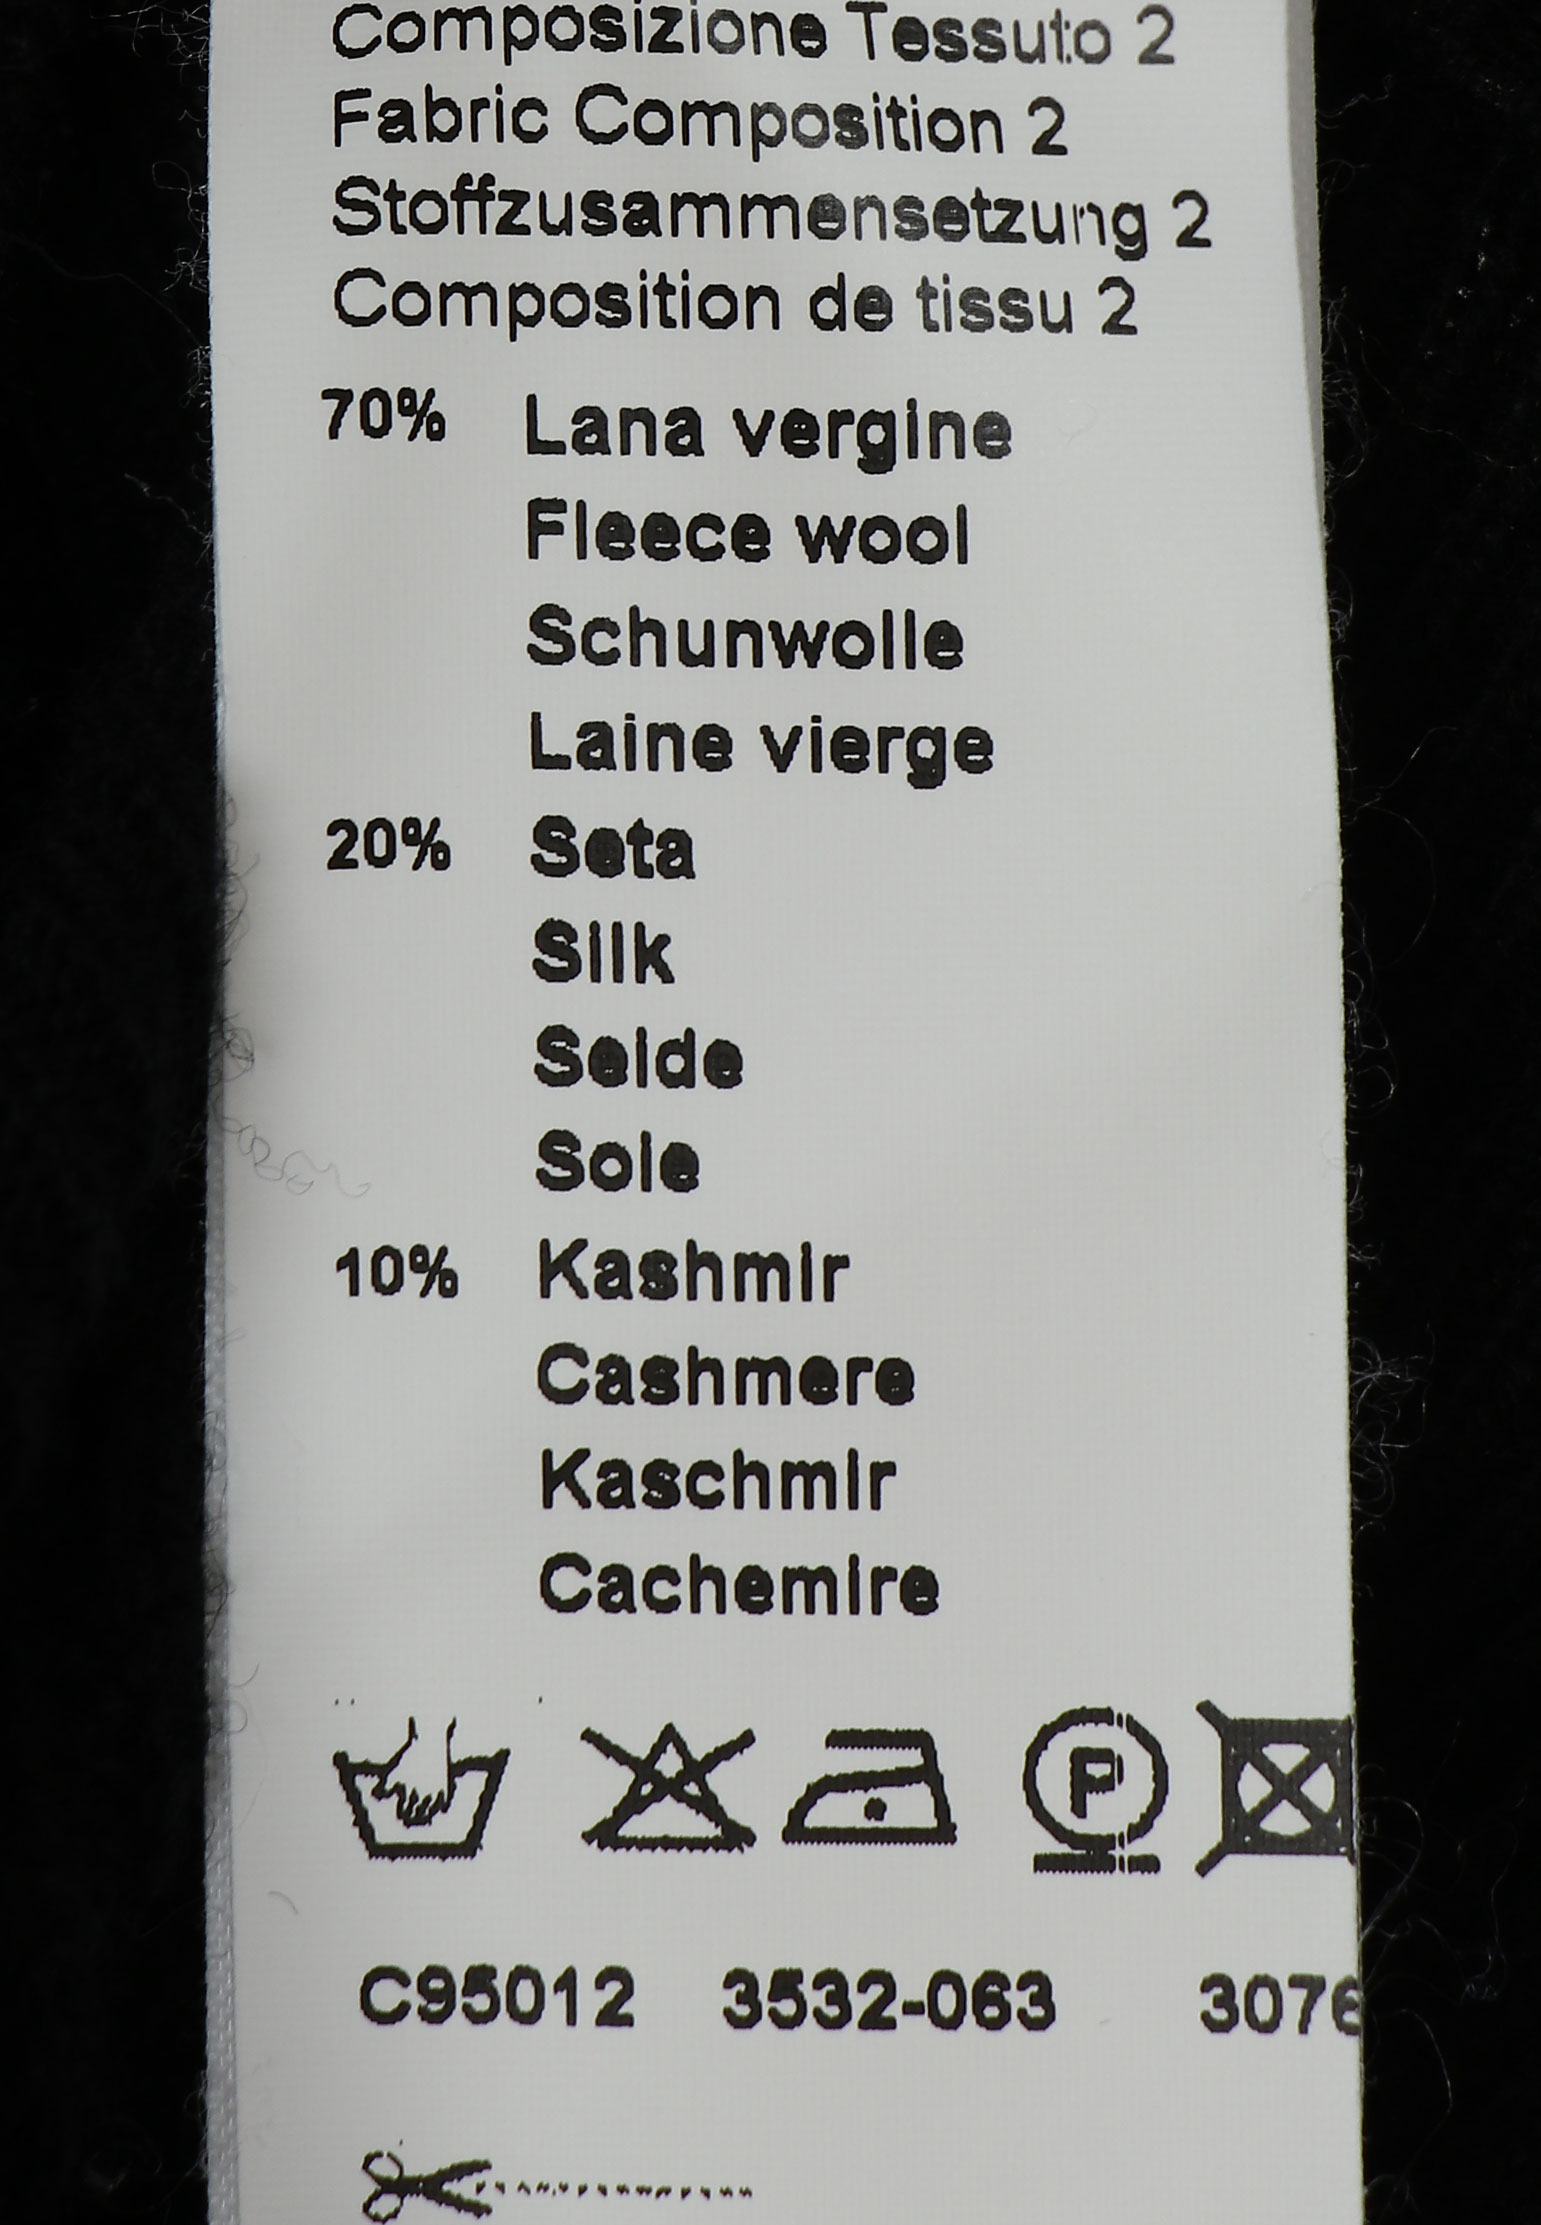 Composizione Tessuto 2
Fabric Composition 2
Stoffzusammensetzung 2
Composition de tissu 2
70% Lana vergine
Fleece wool
Schunwolle
Laine vierge
20% Seta
Silk
Seide
Soie
10% Kashmir
Cashmere
Kaschmir
Cachemire
P
C95012 3532-063 3076